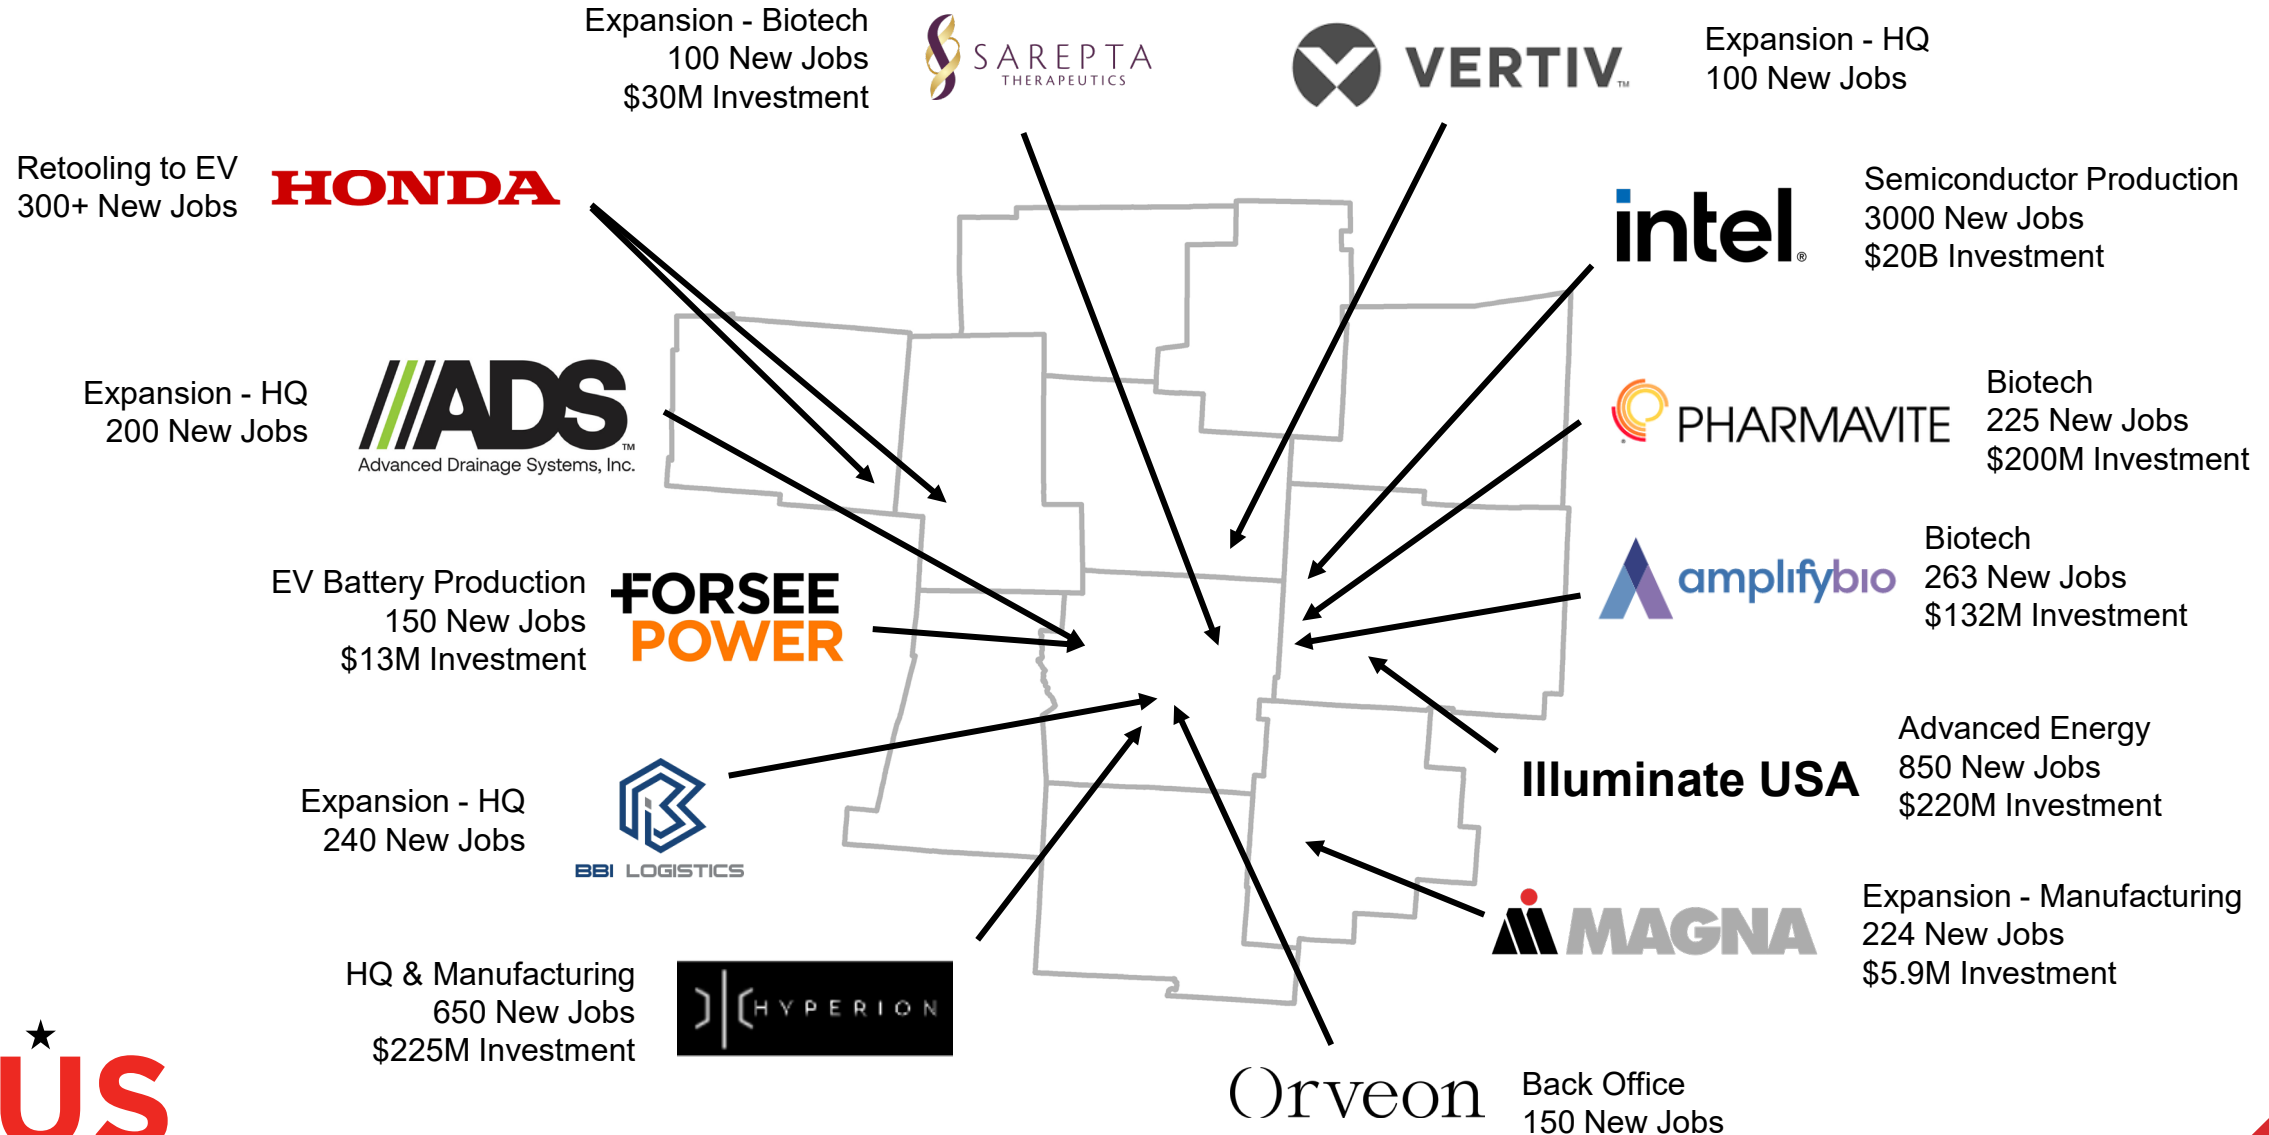 Expansion - Biotech
100 New Jobs
$30M Investment
SAREPTA
THERAPEUTICS
VERTIV™
Expansion - HQ
100 New Jobs
Retooling to EV
300+ New Jobs
HONDA
intel®
Semiconductor Production
3000 New Jobs
$20B Investment
Expansion - HQ
200 New Jobs
ADS™
Advanced Drainage Systems, Inc.
PHARMAVITE
Biotech
225 New Jobs
$200M Investment
EV Battery Production
150 New Jobs
$13M Investment
FORSEE
POWER
amplifybio
Biotech
263 New Jobs
$132M Investment
Expansion - HQ
240 New Jobs
BBI LOGISTICS
Illuminate USA
Advanced Energy
850 New Jobs
$220M Investment
HQ & Manufacturing
650 New Jobs
$225M Investment
HYPERION
MAGNA
Expansion - Manufacturing
224 New Jobs
$5.9M Investment
Orveon
Back Office
150 New Jobs
US